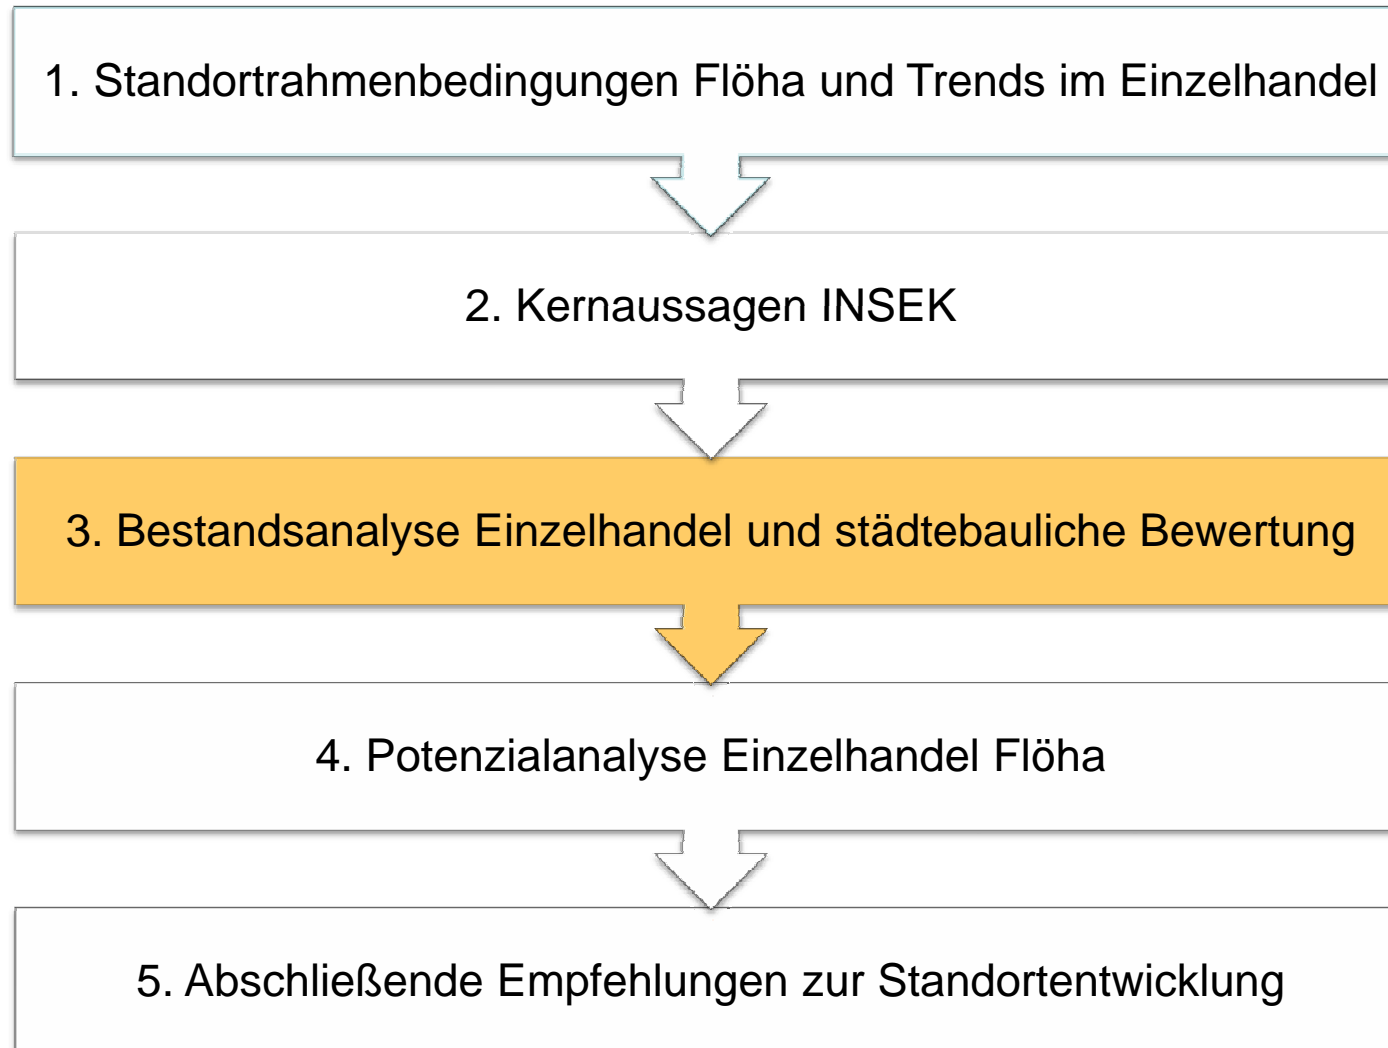 1. Standortrahmenbedingungen Flöha und Trends im Einzelhandel
2. Kernaussagen INSEK
3. Bestandsanalyse Einzelhandel und städtebauliche Bewertung
4. Potenzialanalyse Einzelhandel Flöha
5. Abschließende Empfehlungen zur Standortentwicklung